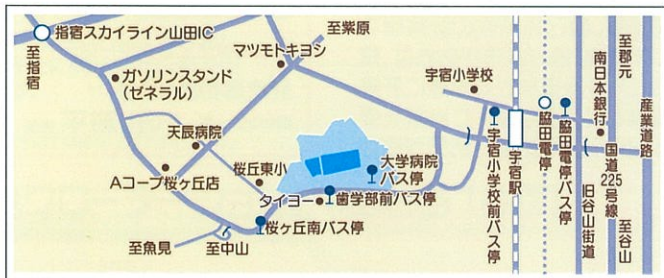 指宿スカイライン山田IC
至指宿
ガソリンスタンド
(ゼネラル)
マツモトキヨシ
至紫原
宇宿小学校
天辰病院
Aコープ桜ヶ丘店
桜丘東小
タイヨー
大学病院
バス停
歯学部前バス停
桜ヶ丘南バス停
至魚見
至中山
宇宿小学校前バス停
宇宿駅
脇田電停
脇田電停バス停
南日本銀行
至郡元
産業道路
旧谷山街道
国道225号線
至谷山